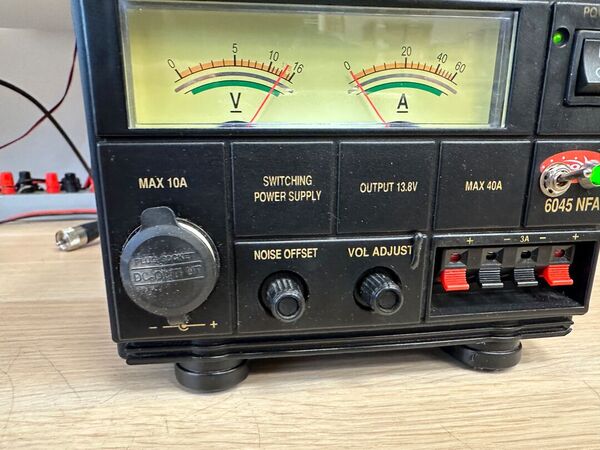 0 5 10 16
V
0 20 40 60
A
MAX 10A
SWITCHING
POWER SUPPLY
OUTPUT 13.8V
MAX 40A
6045 NFA
NOISE OFFSET
VOL ADJUST
+ − 3A − +
− +